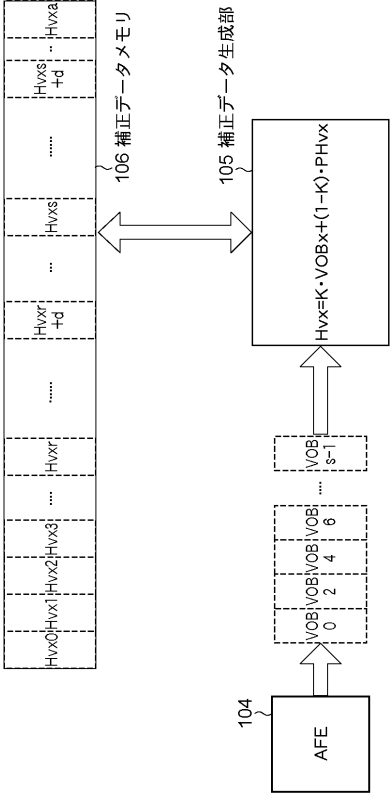 Hvx0 Hvx1 Hvx2 Hvx3 .... Hvxr ...... Hvxr+d ... Hvxs ...... Hvxs+d .. Hvxa
106 補正データメモリ
105 補正データ生成部
Hvx=K・VOBx+(1-K)・PHvx
104
AFE
VOB 0 VOB 2 VOB 4 VOB 6 .... VOB s-1